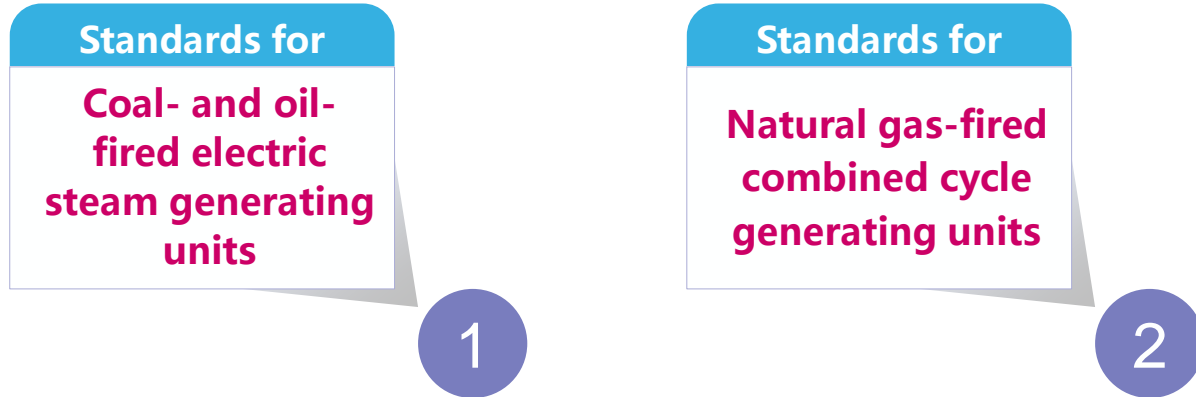 Standards for
Coal- and oil-
fired electric
steam generating
units
1
Standards for
Natural gas-fired
combined cycle
generating units
2